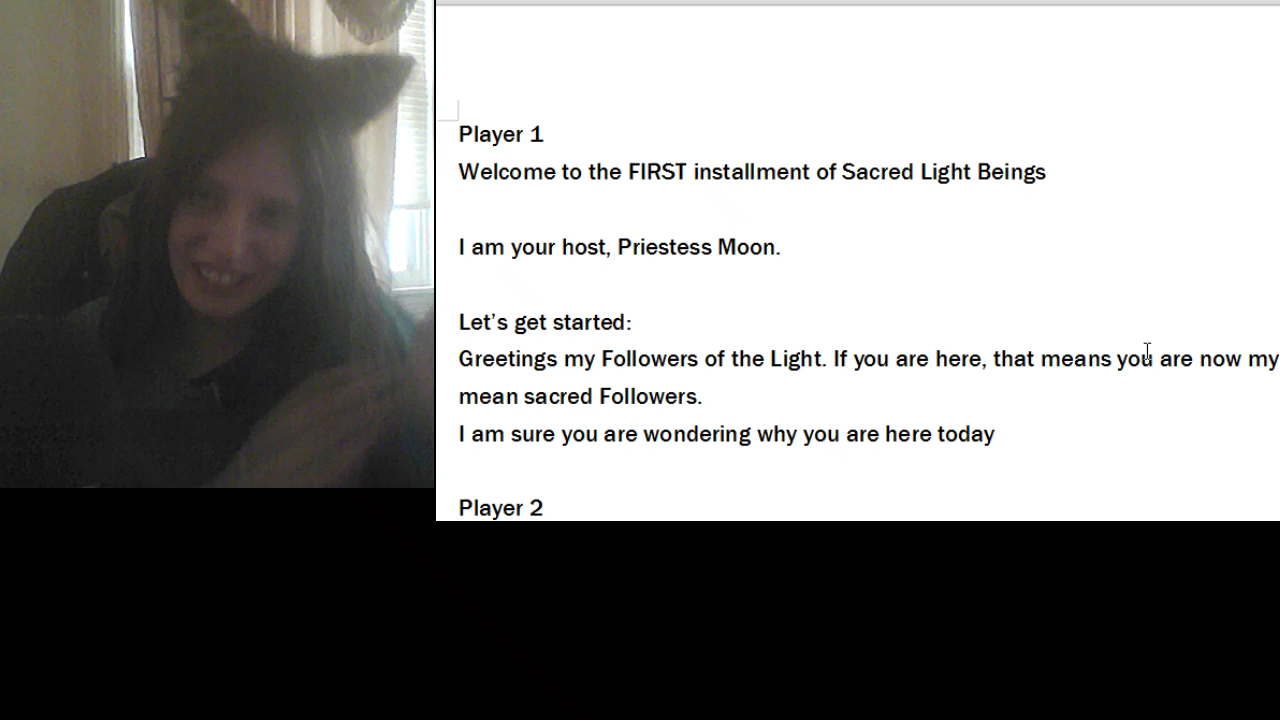 Player 1
Welcome to the FIRST installment of Sacred Light Beings
I am your host, Priestess Moon.
Let’s get started:
Greetings my Followers of the Light. If you are here, that means you are now my
mean sacred Followers.
I am sure you are wondering why you are here today
Player 2